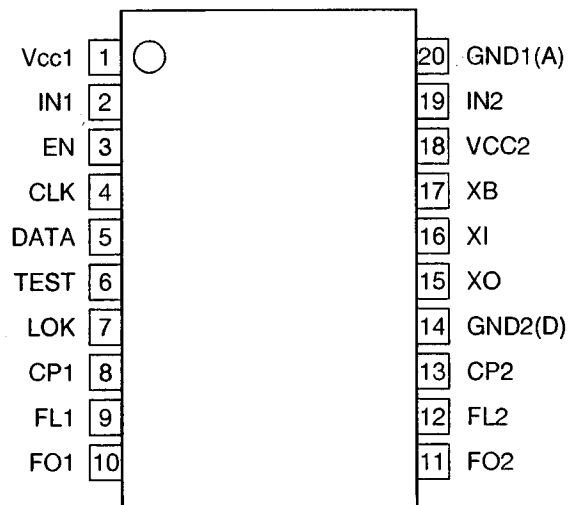 Vcc1 1 20 GND1(A)
IN1 2 19 IN2
EN 3 18 VCC2
CLK 4 17 XB
DATA 5 16 XI
TEST 6 15 XO
LOK 7 14 GND2(D)
CP1 8 13 CP2
FL1 9 12 FL2
FO1 10 11 FO2